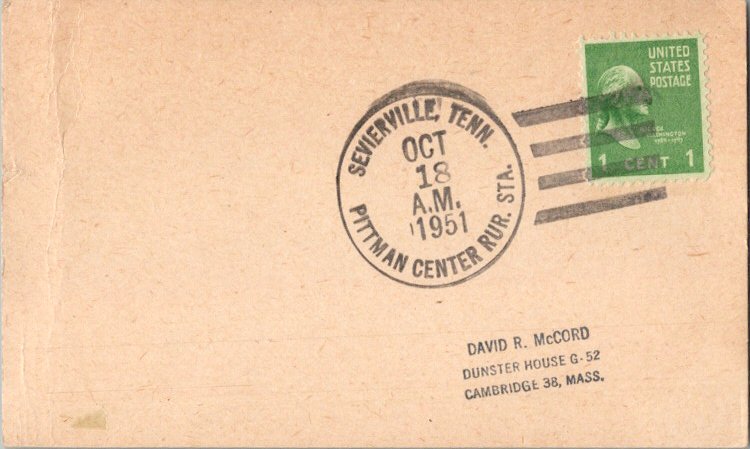 UNITED
STATES
POSTAGE
1 CENT 1
SEVIERVILLE, TENN.
OCT
18
A.M.
1951
PITTMAN CENTER RUR. STA.
DAVID R. McCORD
DUNSTER HOUSE G-52
CAMBRIDGE 38, MASS.